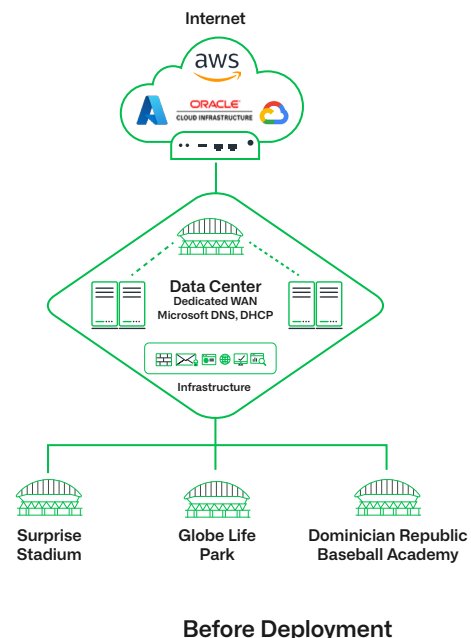 Internet
aws
ORACLE
CLOUD INFRASTRUCTURE
Data Center
Dedicated WAN
Microsoft DNS, DHCP
Infrastructure
Surprise
Stadium
Globe Life
Park
Dominician Republic
Baseball Academy
Before Deployment